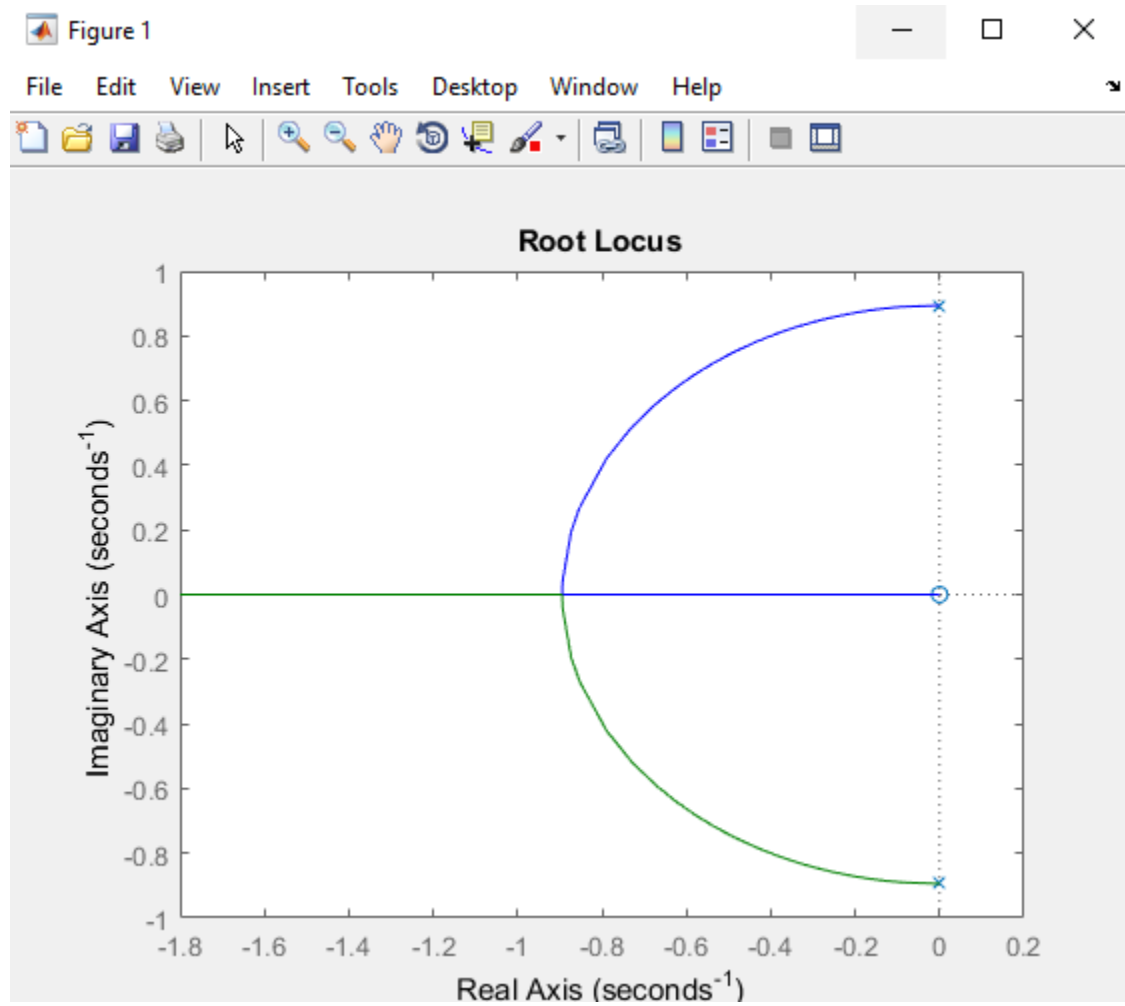 Figure 1
File Edit View Insert Tools Desktop Window Help
Root Locus
Imaginary Axis (seconds⁻¹)
1
0.8
0.6
0.4
0.2
0
-0.2
-0.4
-0.6
-0.8
-1
-1.8 -1.6 -1.4 -1.2 -1 -0.8 -0.6 -0.4 -0.2 0 0.2
Real Axis (seconds⁻¹)